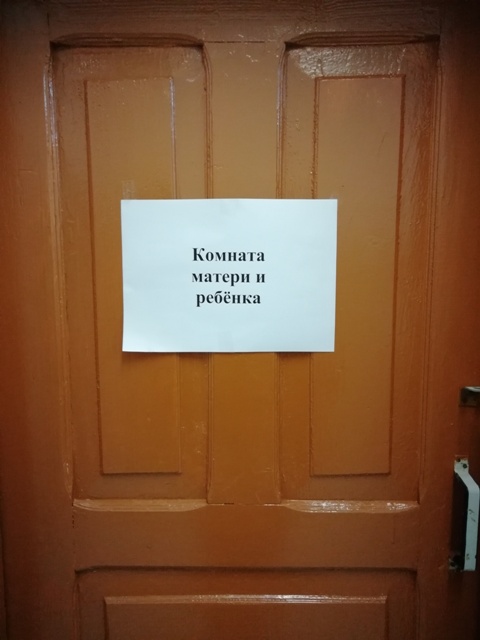 Комната
матери и
ребёнка